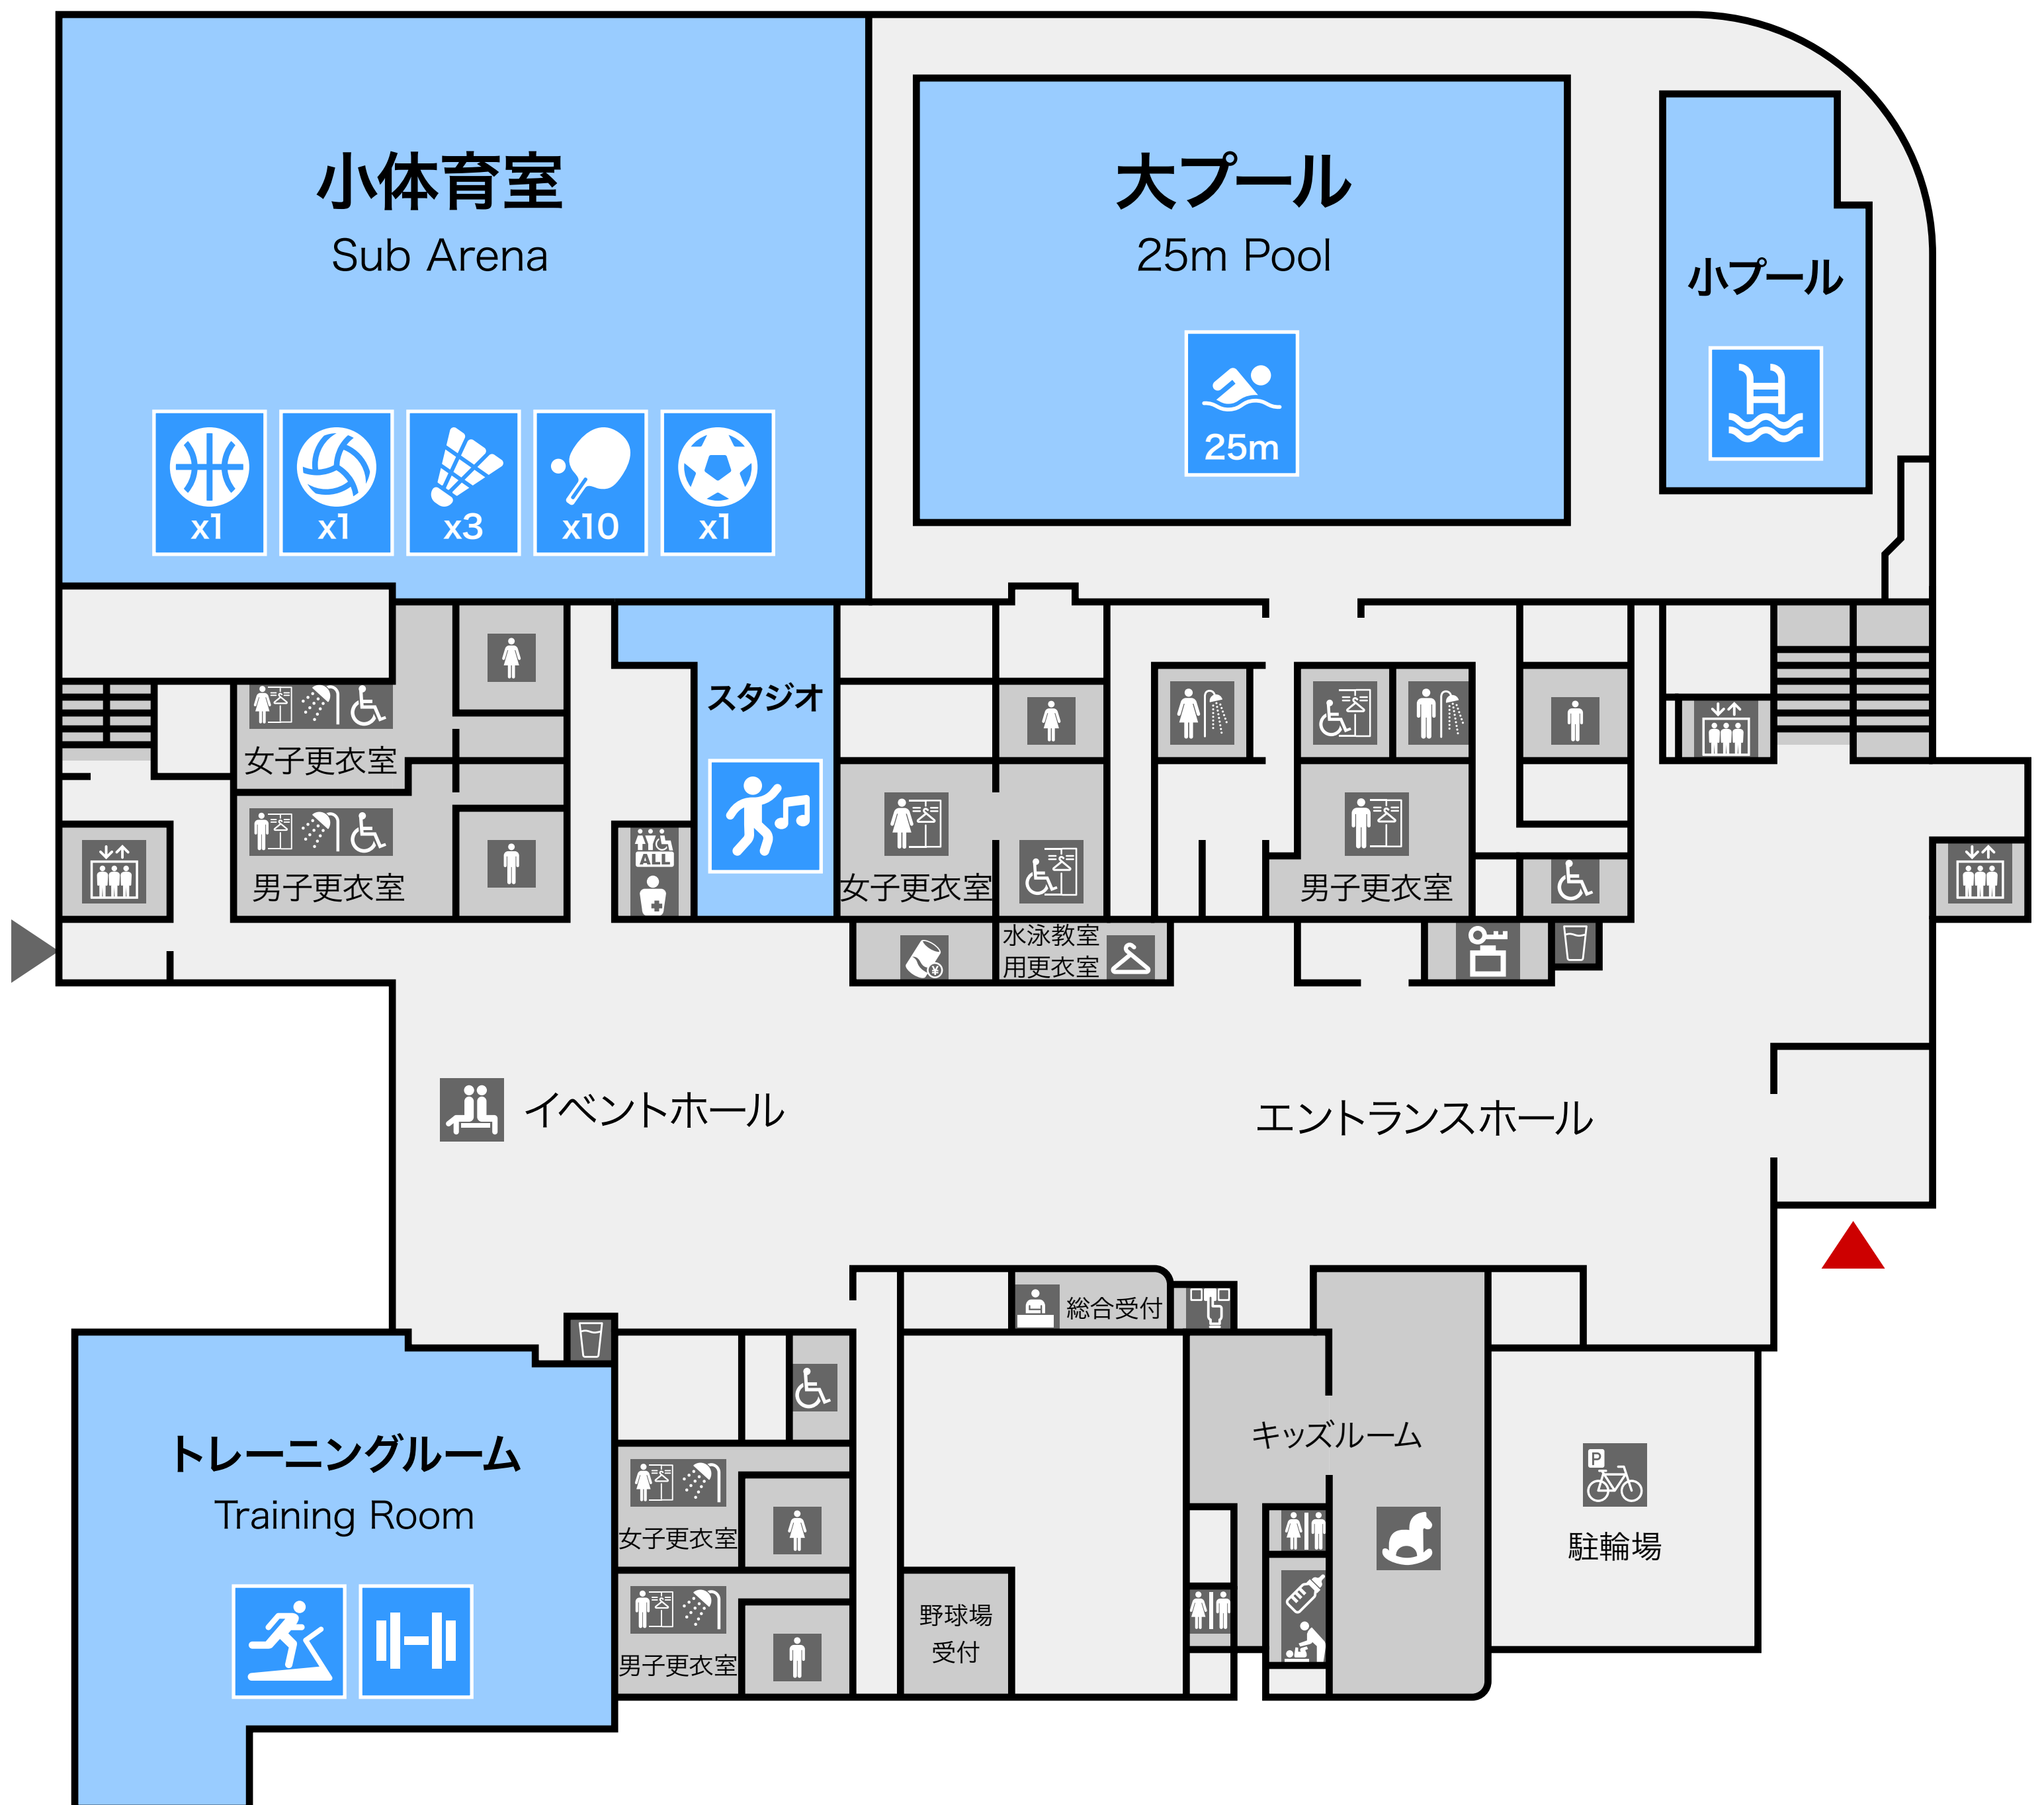 小体育室
Sub Arena
x1
x1
x3
x10
x1
大プール
25m Pool
25m
小プール
スタジオ
女子更衣室
男子更衣室
ALL
女子更衣室
男子更衣室
水泳教室
用更衣室
¥
イベントホール
エントランスホール
総合受付
トレーニングルーム
Training Room
女子更衣室
男子更衣室
野球場
受付
キッズルーム
P
駐輪場